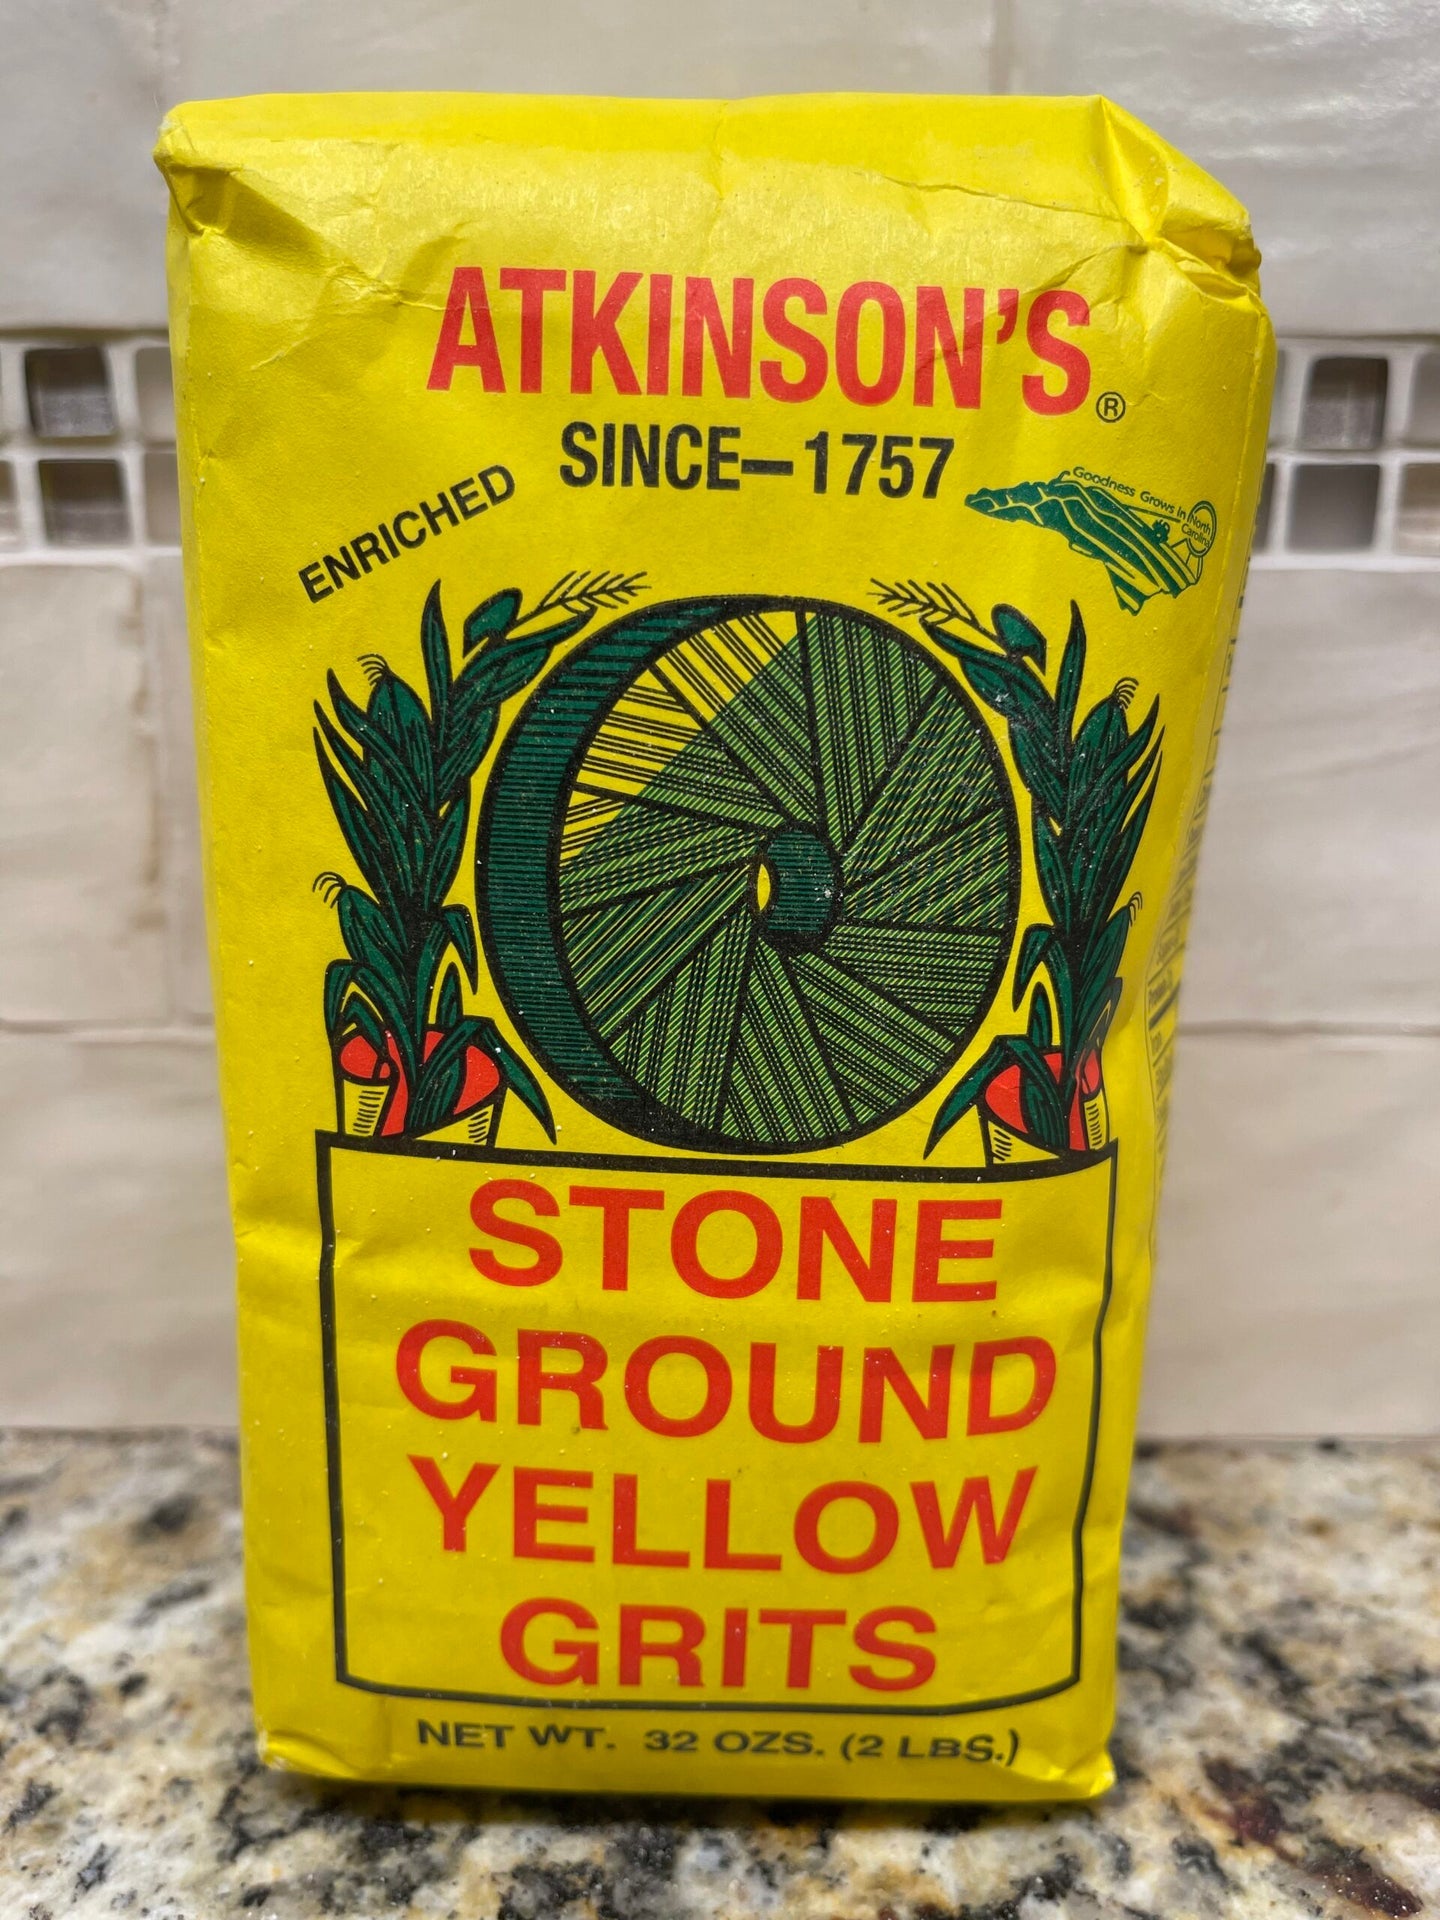 ATKINSON'S®
SINCE—1757
ENRICHED
Goodness Grows in North
Carolina
STONE
GROUND
YELLOW
GRITS
NET WT. 32 OZS. (2 LBS.)